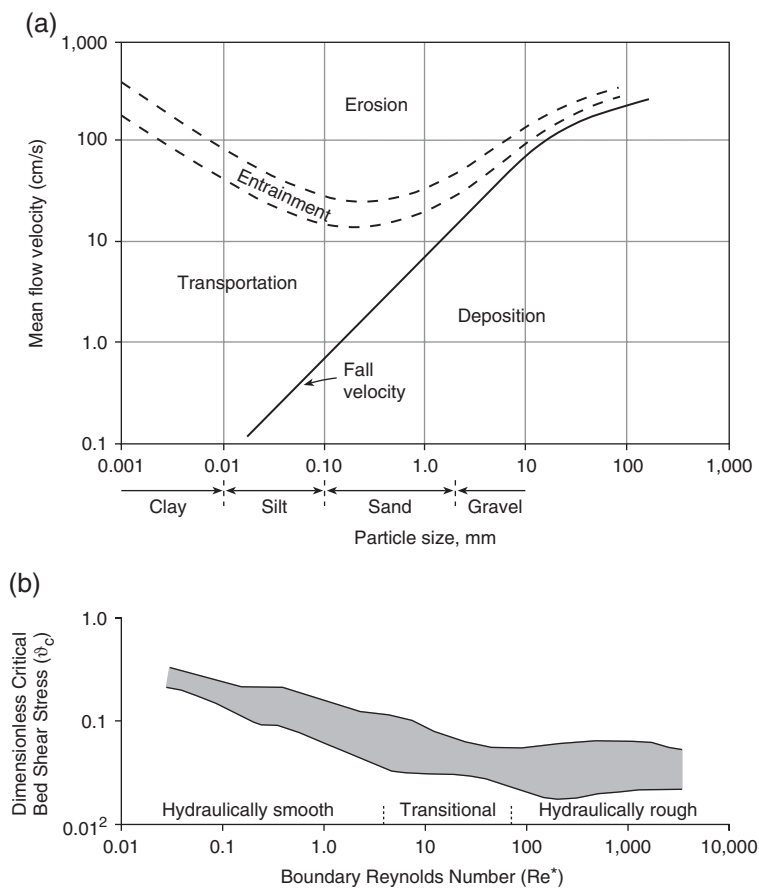 (a)
1,000
100
10
1.0
0.1
Mean flow velocity (cm/s)
Erosion
Entrainment
Transportation
Deposition
Fall
velocity
0.001 0.01 0.10 1.0 10 100 1,000
Clay Silt Sand Gravel
Particle size, mm
(b)
Dimensionless Critical
Bed Shear Stress (ϑc)
1.0
0.1
0.01²
Hydraulically smooth Transitional Hydraulically rough
0.01 0.1 1.0 10 100 1,000 10,000
Boundary Reynolds Number (Re*)